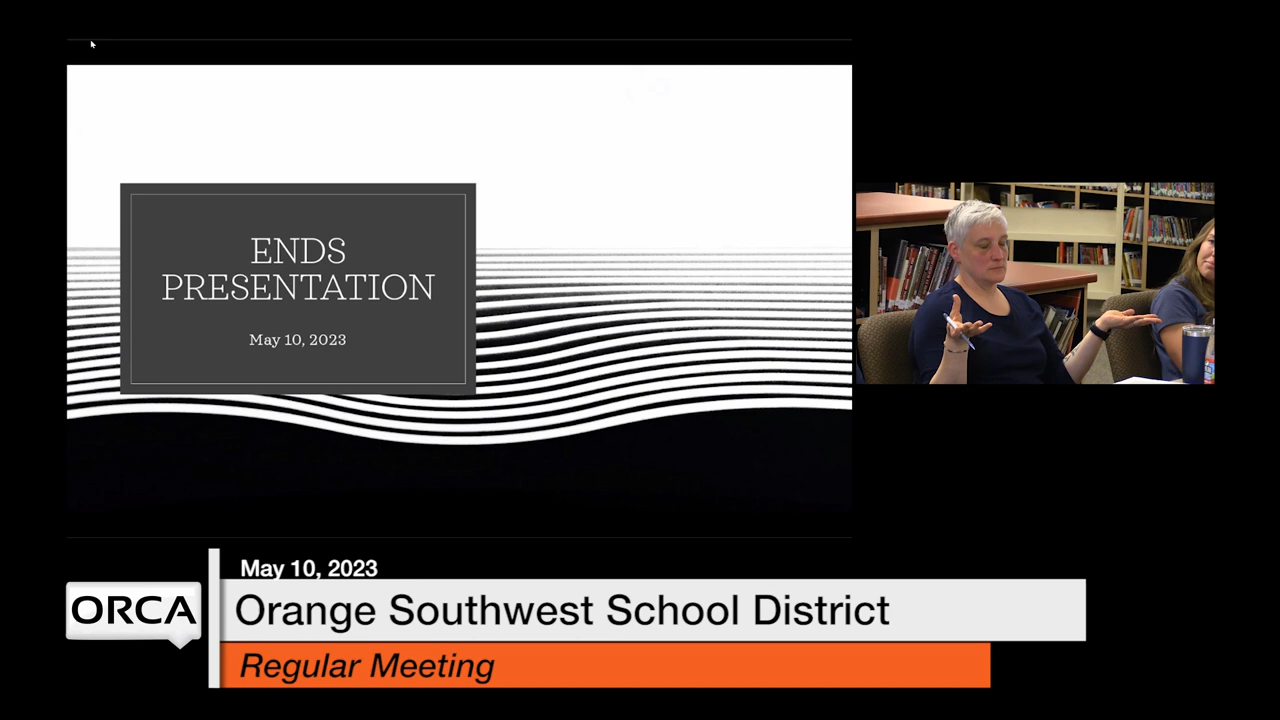 ENDS
PRESENTATION
May 10, 2023
May 10, 2023
ORCA
Orange Southwest School District
Regular Meeting